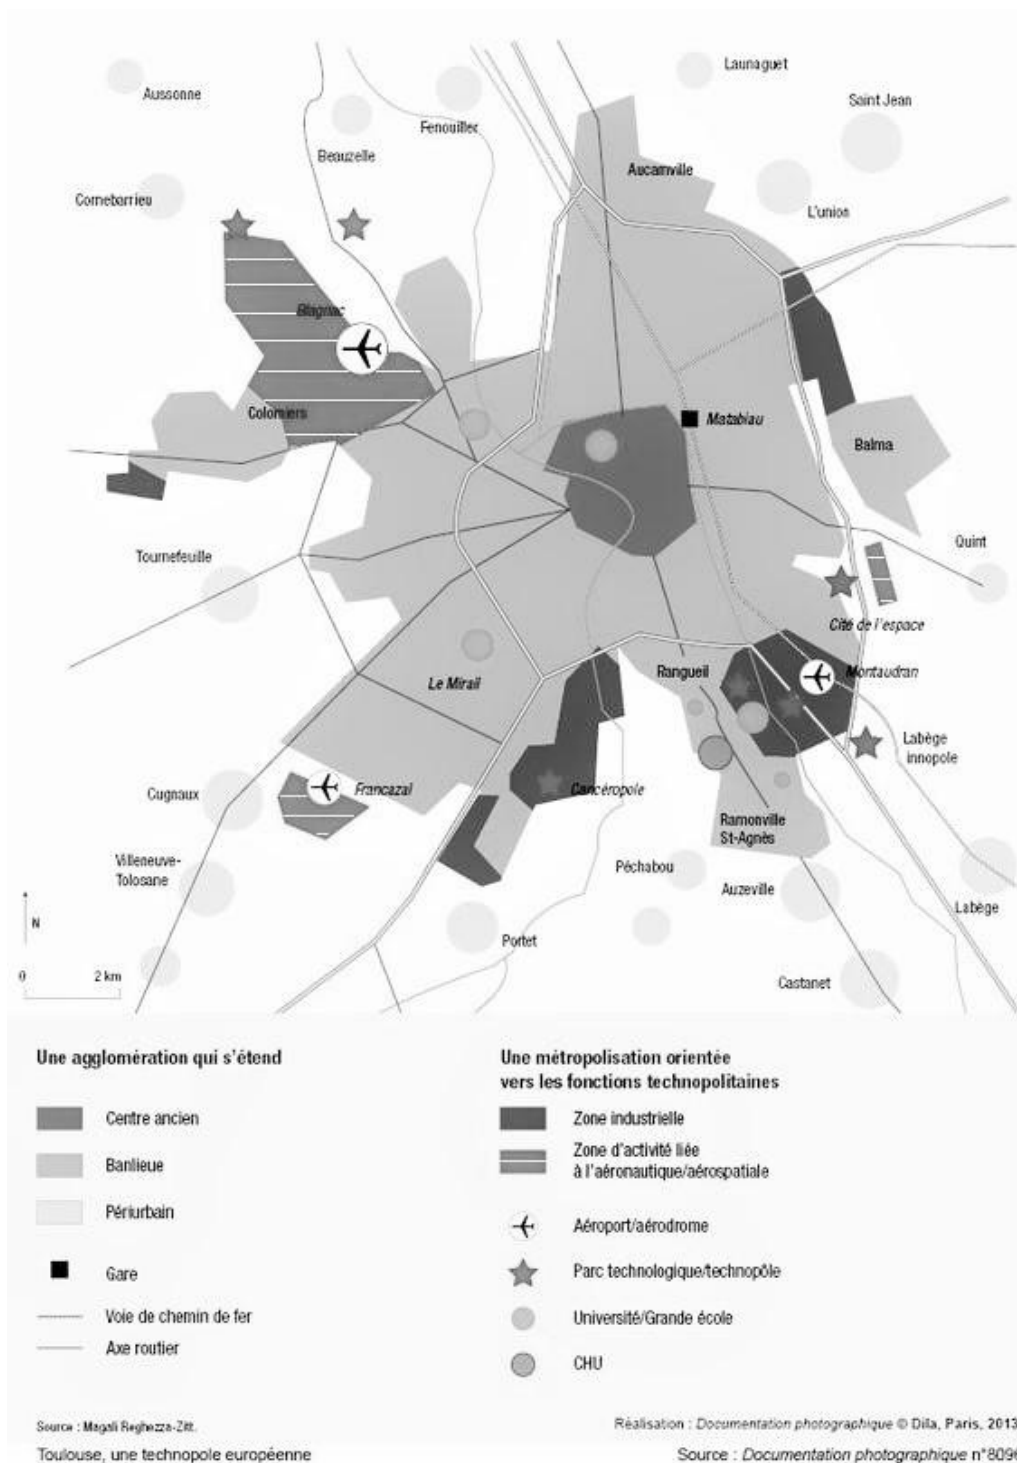 Launaguet
Aussonne
Saint Jean
Fenouiller
Beauzelle
Aucamville
Cornebarrieu
L'union
Blagnac
Colomiers
Matabiau
Balma
Tournefeuille
Quint
Cité de l'espace
Le Mirail
Rangueil
Montaudran
Labège
innopole
Cugnaux
Francazal
Cancéropole
Ramonville
St-Agnès
Villeneuve-
Tolosane
Péchabou
Auzeville
Labège
N
Portet
0 2 km
Castanet
Une agglomération qui s'étend
Centre ancien
Banlieue
Périurbain
Gare
Voie de chemin de fer
Axe routier
Une métropolisation orientée
vers les fonctions technopolitaines
Zone industrielle
Zone d'activité liée
à l'aéronautique/aérospatiale
Aéroport/aérodrome
Parc technologique/technopôle
Université/Grande école
CHU
Source : Magali Reghezza-Zitt.
Réalisation : Documentation photographique © Dila, Paris, 2013
Toulouse, une technopole européenne
Source : Documentation photographique n°8096